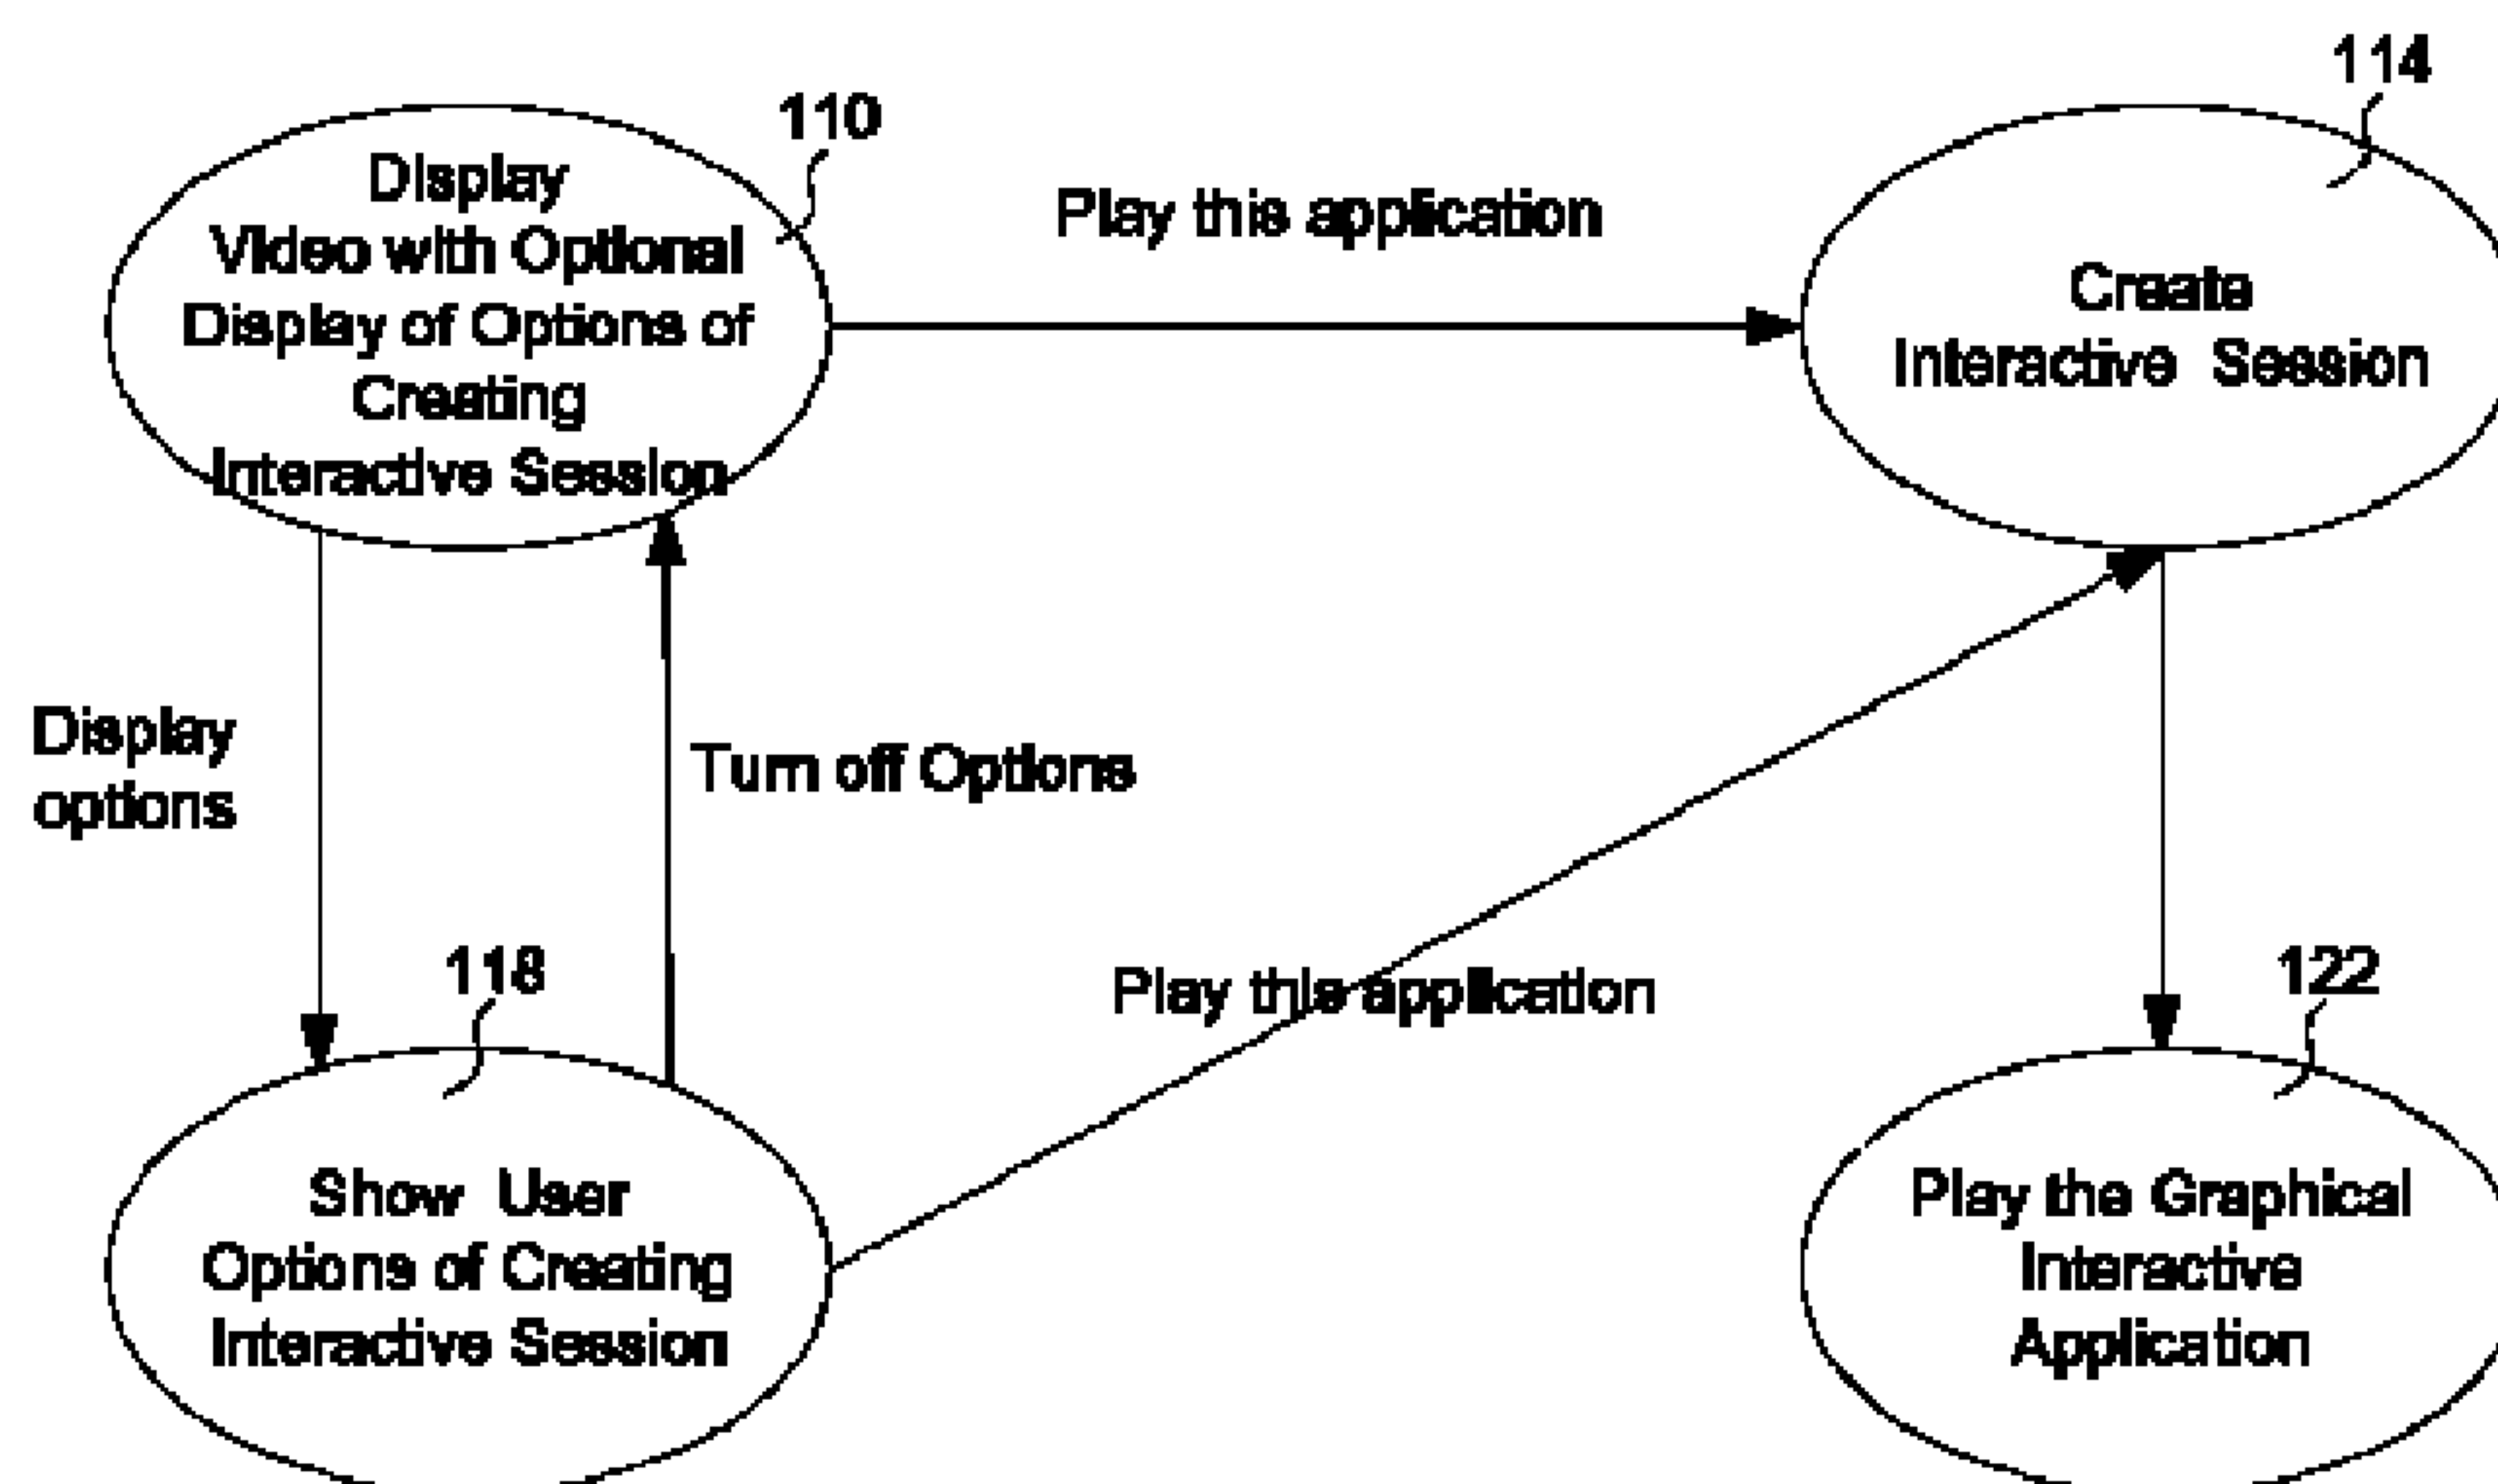 110
114
Display
Video with Optional
Display of Options of
Creating
Interactive Session
Play this application
Create
Interactive Session
Display
options
Turn off Options
118
Play this application
122
Show User
Options of Creating
Interactive Session
Play the Graphical
Interactive
Application